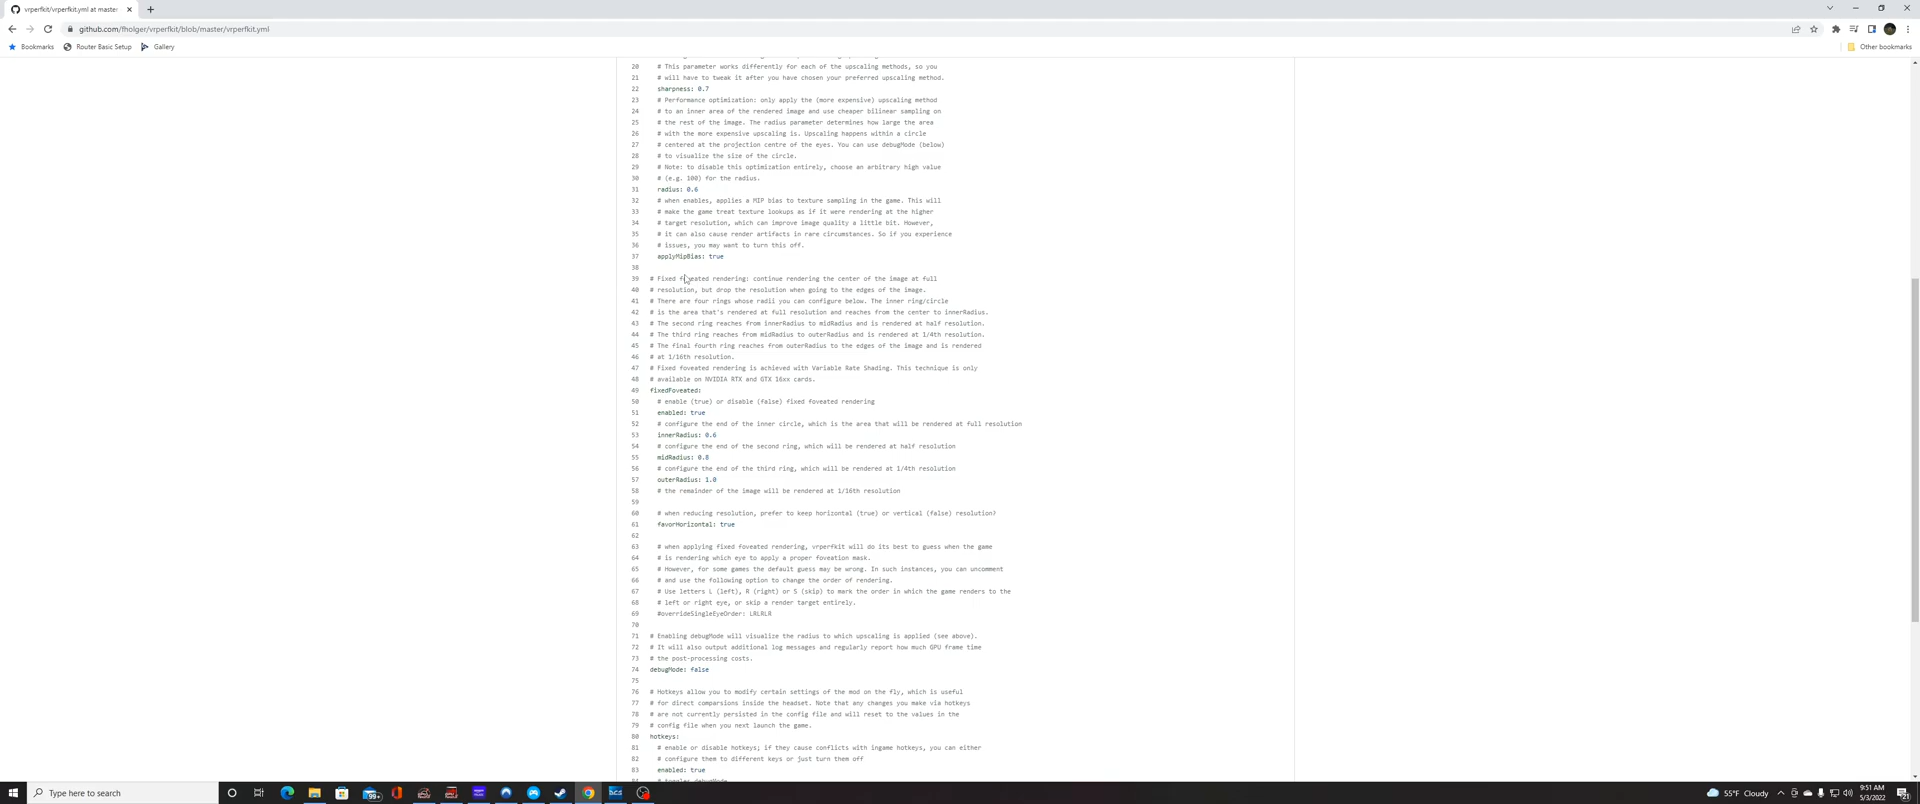 vrperfkit/vrperfkit.yml at maste
github.com/fholger/vrperfkit/blob/master/vrperfkit.yml
Bookmarks Router Basic Setup Gallery Other bookmarks
20 # This parameter works differently for each of the upscaling methods, so you
21 # will have to tweak it after you have chosen your preferred upscaling method.
22 sharpness: 0.7
23 # Performance optimization: only apply the (more expensive) upscaling method
24 # to an inner area of the rendered image and use cheaper bilinear sampling on
25 # the rest of the image. The radius parameter determines how large the area
26 # with the more expensive upscaling is. Upscaling happens within a circle
27 # centered at the projection centre of the eyes. You can use debugMode (below)
28 # to visualize the size of the circle.
29 # Note: to disable this optimization entirely, choose an arbitrary high value
30 # (e.g. 100) for the radius.
31 radius: 0.6
32 # when enables, applies a MIP bias to texture sampling in the game. This will
33 # make the game treat texture lookups as if it were rendering at the higher
34 # target resolution, which can improve image quality a little bit. However,
35 # it can also cause render artifacts in rare circumstances. So if you experience
36 # issues, you may want to turn this off.
37 applyMipBias: true
38
39 # Fixed foveated rendering: continue rendering the center of the image at full
40 # resolution, but drop the resolution when going to the edges of the image.
41 # There are four rings whose radii you can configure below. The inner ring/circle
42 # is the area that's rendered at full resolution and reaches from the center to innerRadius.
43 # The second ring reaches from innerRadius to midRadius and is rendered at half resolution.
44 # The third ring reaches from midRadius to outerRadius and is rendered at 1/4th resolution.
45 # The final fourth ring reaches from outerRadius to the edges of the image and is rendered
46 # at 1/16th resolution.
47 # Fixed foveated rendering is achieved with Variable Rate Shading. This technique is only
48 # available on NVIDIA RTX and GTX 16xx cards.
49 fixedFoveated:
50 # enable (true) or disable (false) fixed foveated rendering
51 enabled: true
52 # configure the end of the inner circle, which is the area that will be rendered at full resolution
53 innerRadius: 0.6
54 # configure the end of the second ring, which will be rendered at half resolution
55 midRadius: 0.8
56 # configure the end of the third ring, which will be rendered at 1/4th resolution
57 outerRadius: 1.0
58 # the remainder of the image will be rendered at 1/16th resolution
59
60 # when reducing resolution, prefer to keep horizontal (true) or vertical (false) resolution?
61 favorHorizontal: true
62
63 # when applying fixed foveated rendering, vrperfkit will do its best to guess when the game
64 # is rendering which eye to apply a proper foveation mask.
65 # However, for some games the default guess may be wrong. In such instances, you can uncomment
66 # and use the following option to change the order of rendering.
67 # Use letters L (left), R (right) or S (skip) to mark the order in which the game renders to the
68 # left or right eye, or skip a render target entirely.
69 #overrideSingleEyeOrder: LRLRLR
70
71 # Enabling debugMode will visualize the radius to which upscaling is applied (see above).
72 # It will also output additional log messages and regularly report how much GPU frame time
73 # the post-processing costs.
74 debugMode: false
75
76 # Hotkeys allow you to modify certain settings of the mod on the fly, which is useful
77 # for direct comparsions inside the headset. Note that any changes you make via hotkeys
78 # are not currently persisted in the config file and will reset to the values in the
79 # config file when you next launch the game.
80 hotkeys:
81 # enable or disable hotkeys; if they cause conflicts with ingame hotkeys, you can either
82 # configure them to different keys or just turn them off
83 enabled: true
Type here to search
99+
DCS
55°F Cloudy
9:51 AM
5/3/2022
21